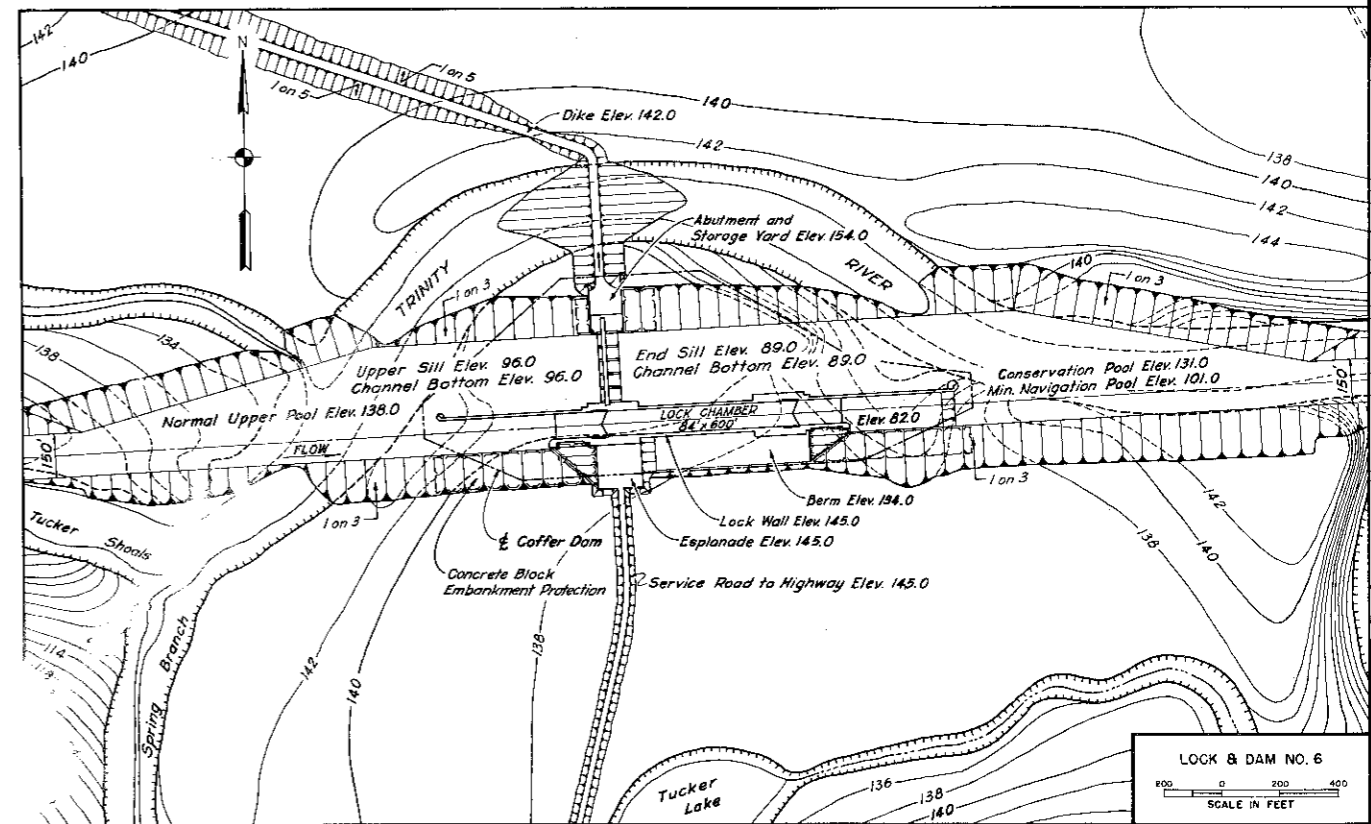 142
140
N
1 on 5
1 on 5
Dike Elev. 142.0
140
142
138
140
142
144
Abutment and
Storage Yard Elev. 154.0
TRINITY
RIVER
1 on 3
140
1 on 3
138
134
Upper Sill Elev. 96.0
Channel Bottom Elev. 96.0
End Sill Elev. 89.0
Channel Bottom Elev. 89.0
Conservation Pool Elev. 131.0
Min. Navigation Pool Elev. 101.0
Normal Upper Pool Elev. 138.0
LOCK CHAMBER
84' x 600'
Elev. 82.0
150'
150'
FLOW
1 on 3
1 on 3
Berm Elev. 134.0
Lock Wall Elev. 145.0
℄ Coffer Dam
Esplanade Elev. 145.0
Concrete Block
Embankment Protection
Service Road to Highway Elev. 145.0
Tucker Shoals
142
138
140
138
142
140
114
118
Spring Branch
Tucker
Lake
136
138
140
LOCK & DAM NO. 6
200 0 200 400
SCALE IN FEET